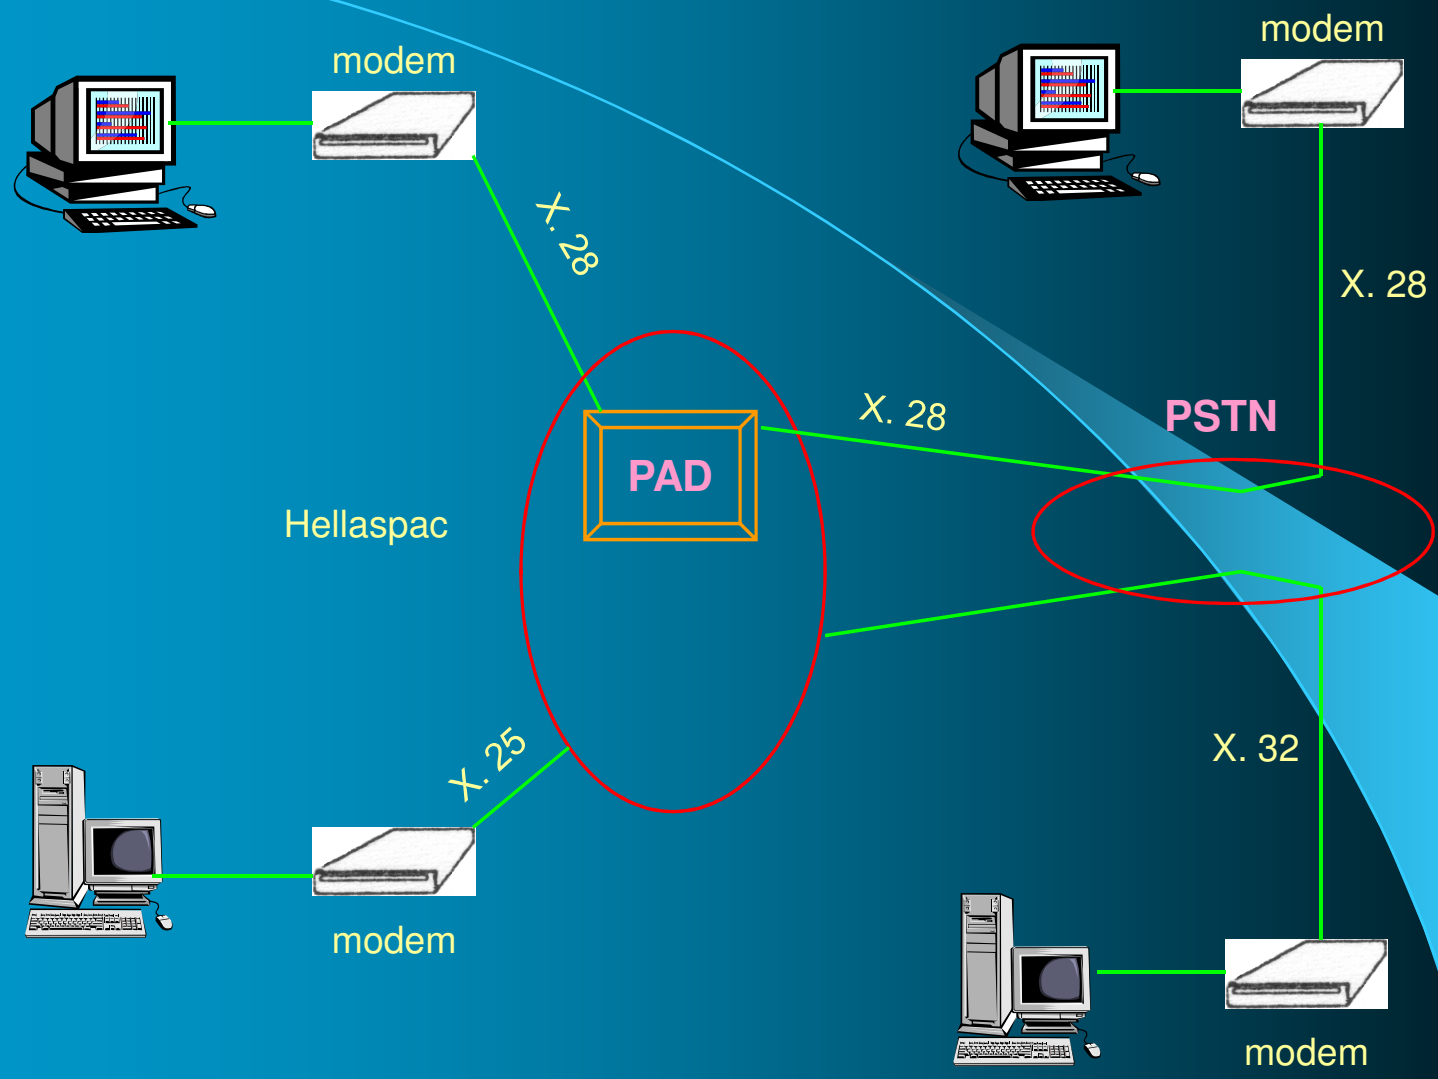 modem
modem
X. 28
X. 28
X. 28
PSTN
PAD
Hellaspac
X. 25
X. 32
modem
modem